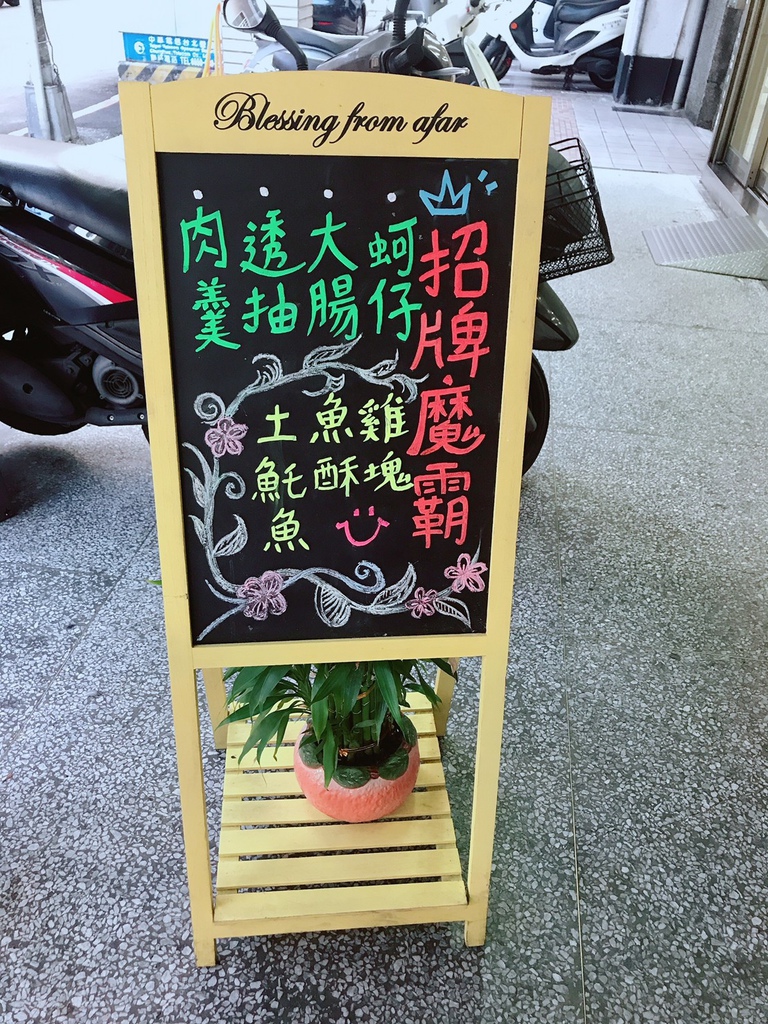 Blessing from afar
招牌魔霸
蚵仔
大腸
透抽
肉羹
雞塊
魚酥
土魠魚